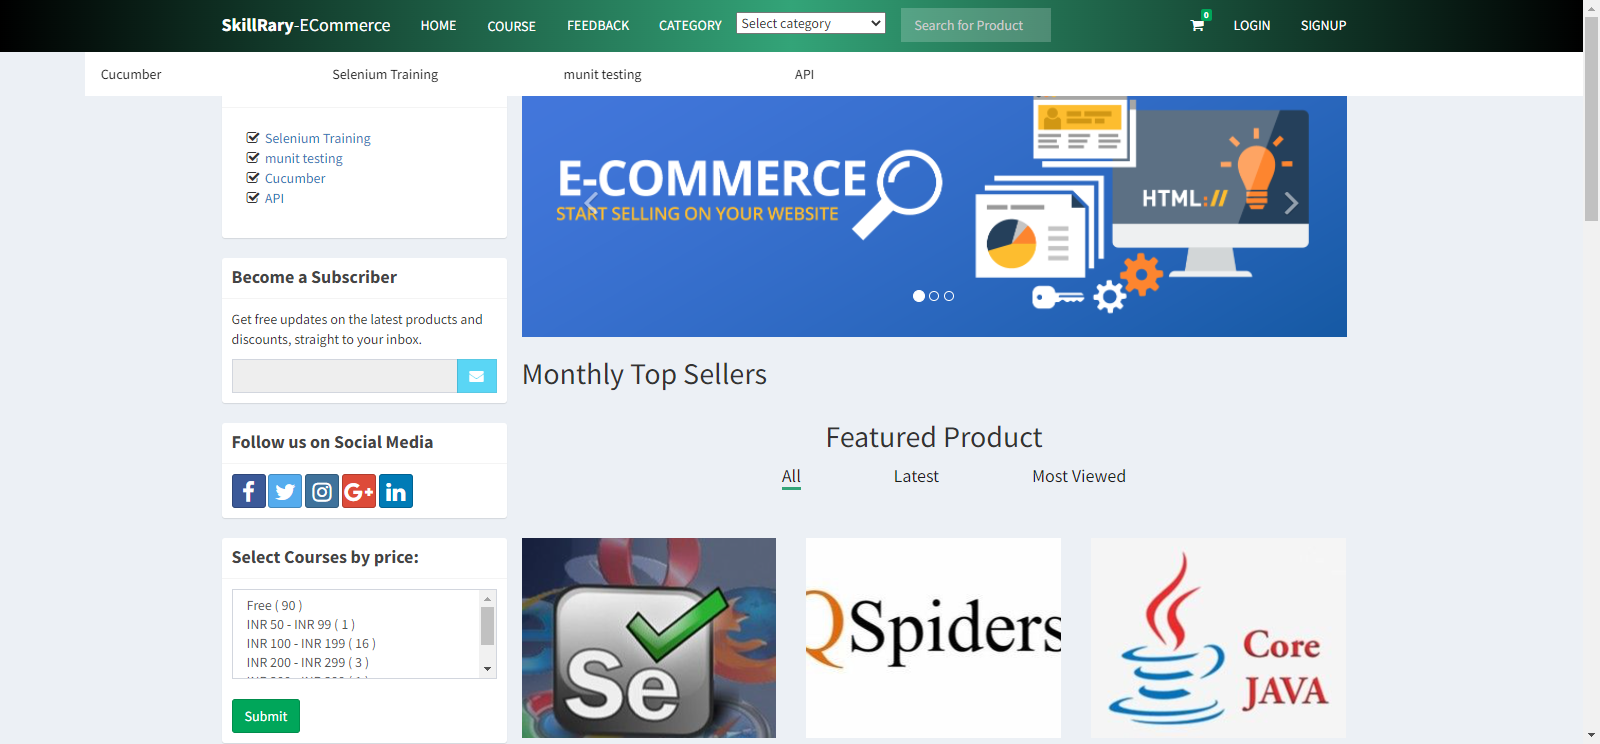 SkillRary-ECommerce HOME COURSE FEEDBACK CATEGORY Select category Search for Product 0 LOGIN SIGNUP
Cucumber Selenium Training munit testing API
Selenium Training
munit testing
Cucumber
API
E-COMMERCE
START SELLING ON YOUR WEBSITE
HTML://
Become a Subscriber
Get free updates on the latest products and
discounts, straight to your inbox.
Monthly Top Sellers
Featured Product
All Latest Most Viewed
Follow us on Social Media
f G+ in
Select Courses by price:
Free ( 90 )
INR 50 - INR 99 ( 1 )
INR 100 - INR 199 ( 16 )
INR 200 - INR 299 ( 3 )
Submit
Se
QSpiders
Core
JAVA